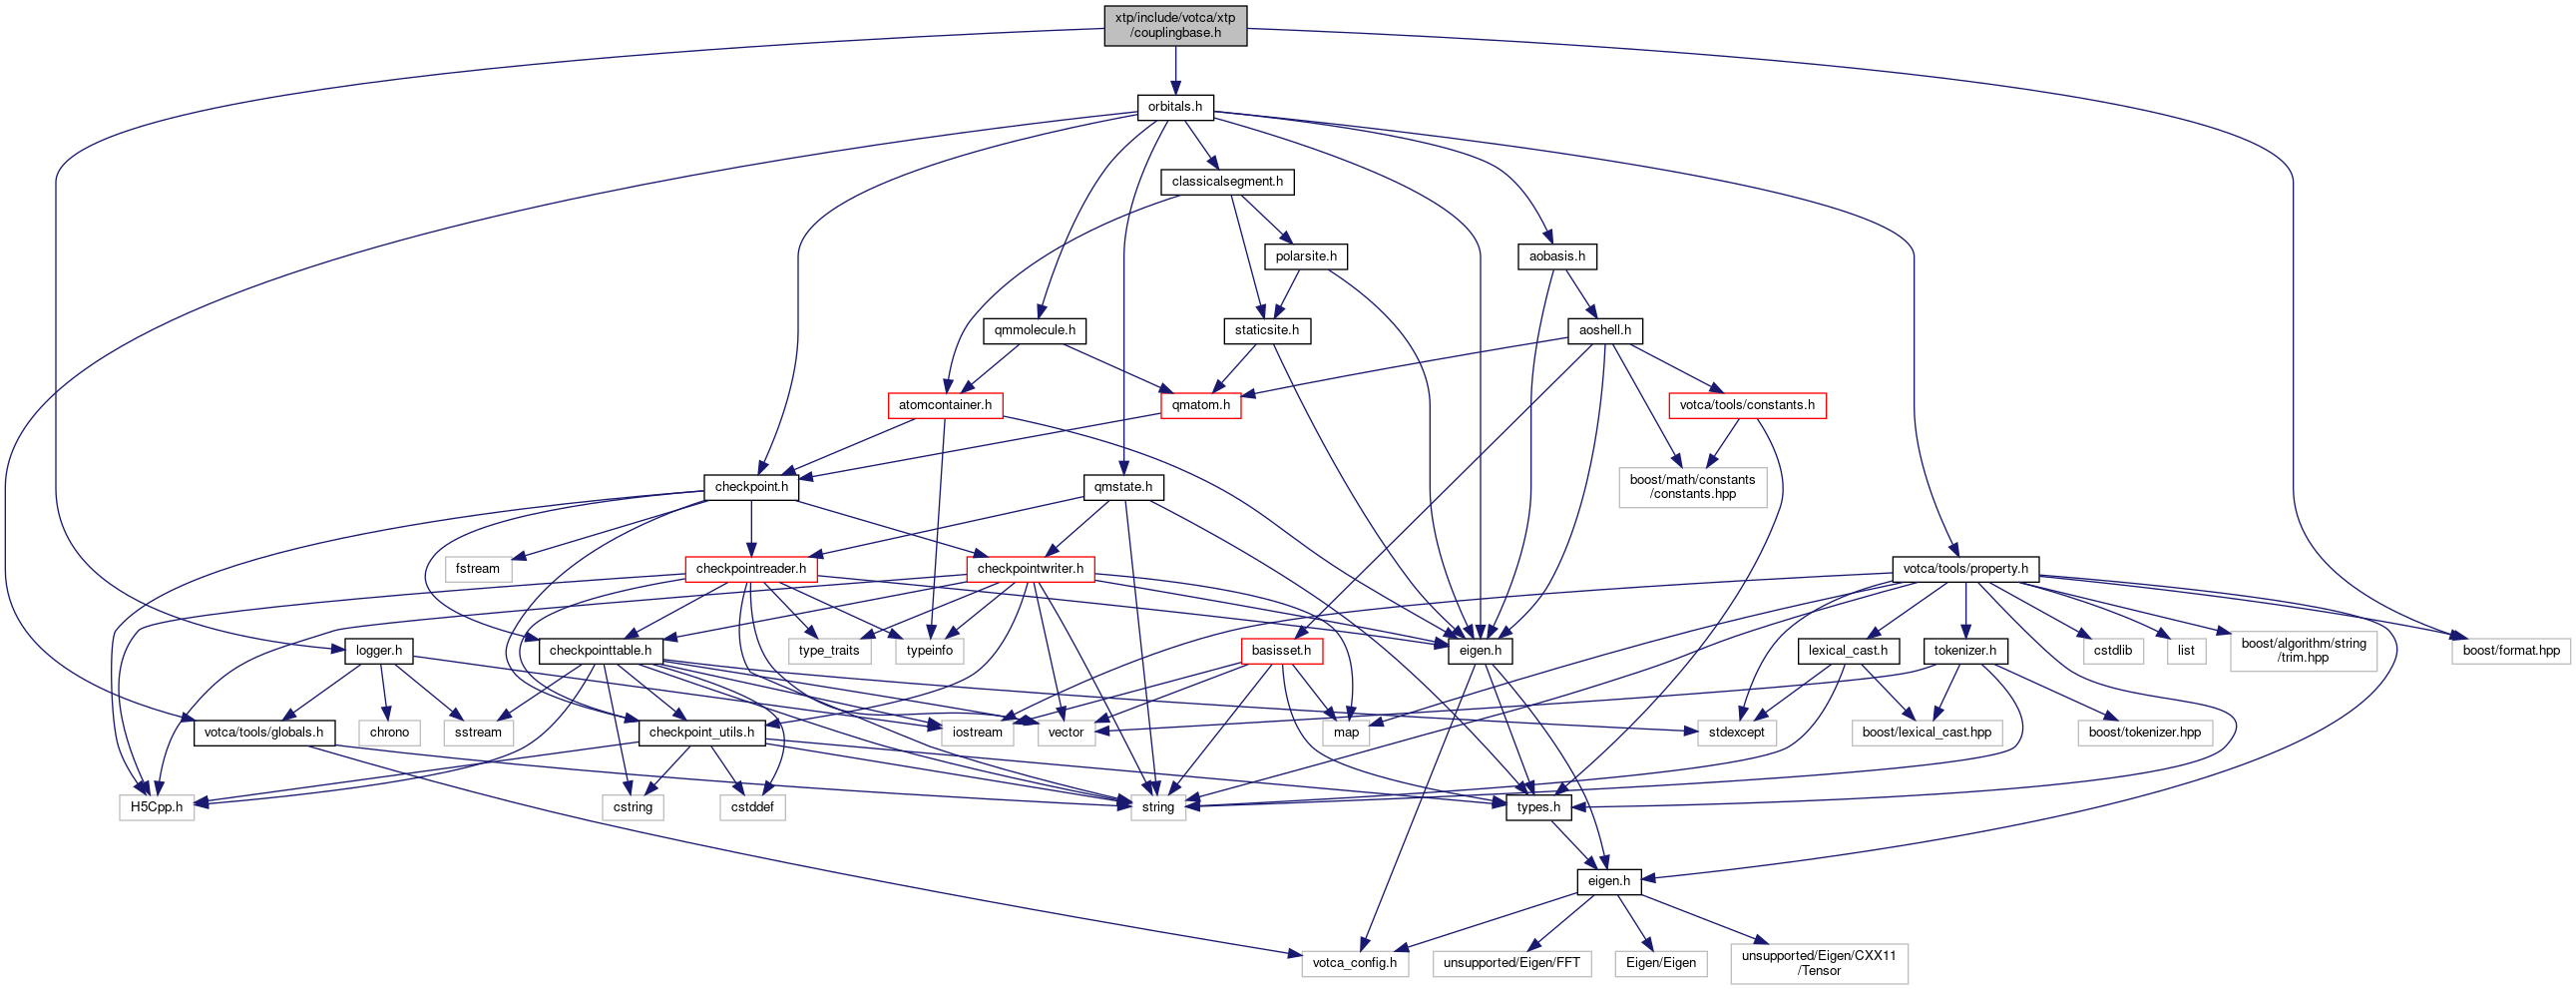 xtp/include/votca/xtp
/couplingbase.h
orbitals.h
classicalsegment.h
polarsite.h
aobasis.h
qmmolecule.h
staticsite.h
aoshell.h
atomcontainer.h
qmatom.h
votca/tools/constants.h
checkpoint.h
qmstate.h
boost/math/constants
/constants.hpp
fstream
checkpointreader.h
checkpointwriter.h
votca/tools/property.h
logger.h
checkpointtable.h
type_traits
typeinfo
basisset.h
eigen.h
lexical_cast.h
tokenizer.h
cstdlib
list
boost/algorithm/string
/trim.hpp
boost/format.hpp
votca/tools/globals.h
chrono
sstream
checkpoint_utils.h
iostream
vector
map
stdexcept
boost/lexical_cast.hpp
boost/tokenizer.hpp
H5Cpp.h
cstring
cstddef
string
types.h
eigen.h
votca_config.h
unsupported/Eigen/FFT
Eigen/Eigen
unsupported/Eigen/CXX11
/Tensor